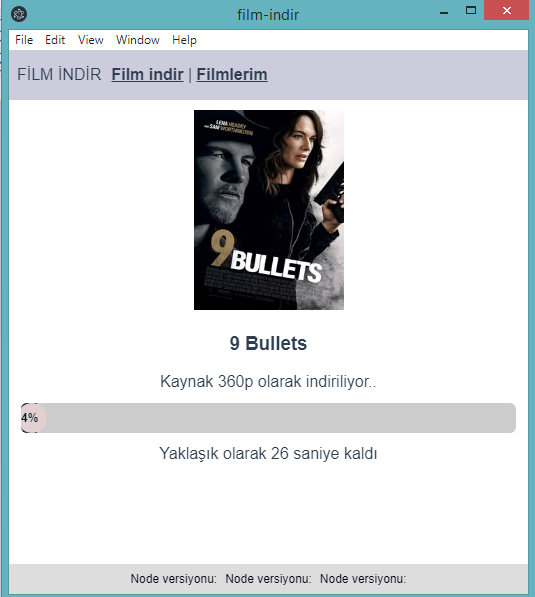 film-indir
File Edit View Window Help
FİLM İNDİR Film indir | Filmlerim
LENA HEADEY
AND SAM WORTHINGTON
9 BULLETS
9 Bullets
Kaynak 360p olarak indiriliyor..
4%
Yaklaşık olarak 26 saniye kaldı
Node versiyonu: Node versiyonu: Node versiyonu: